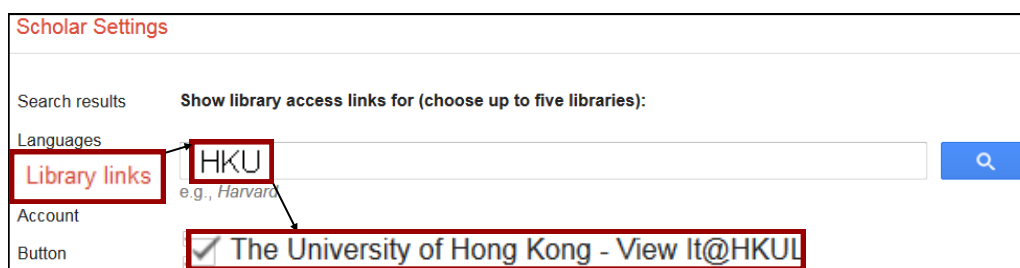 Scholar Settings
Search results
Show library access links for (choose up to five libraries):
Languages
HKU
Library links
e.g., Harvard
Account
Button
The University of Hong Kong - View It@HKUL